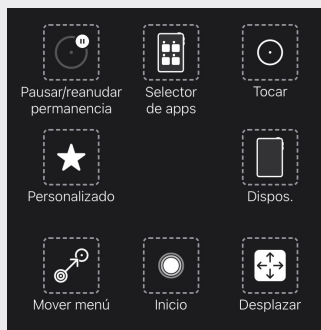 Pausar/reanudar
permanencia
Selector
de apps
Tocar
Personalizado
Dispos.
Mover menú
Inicio
Desplazar